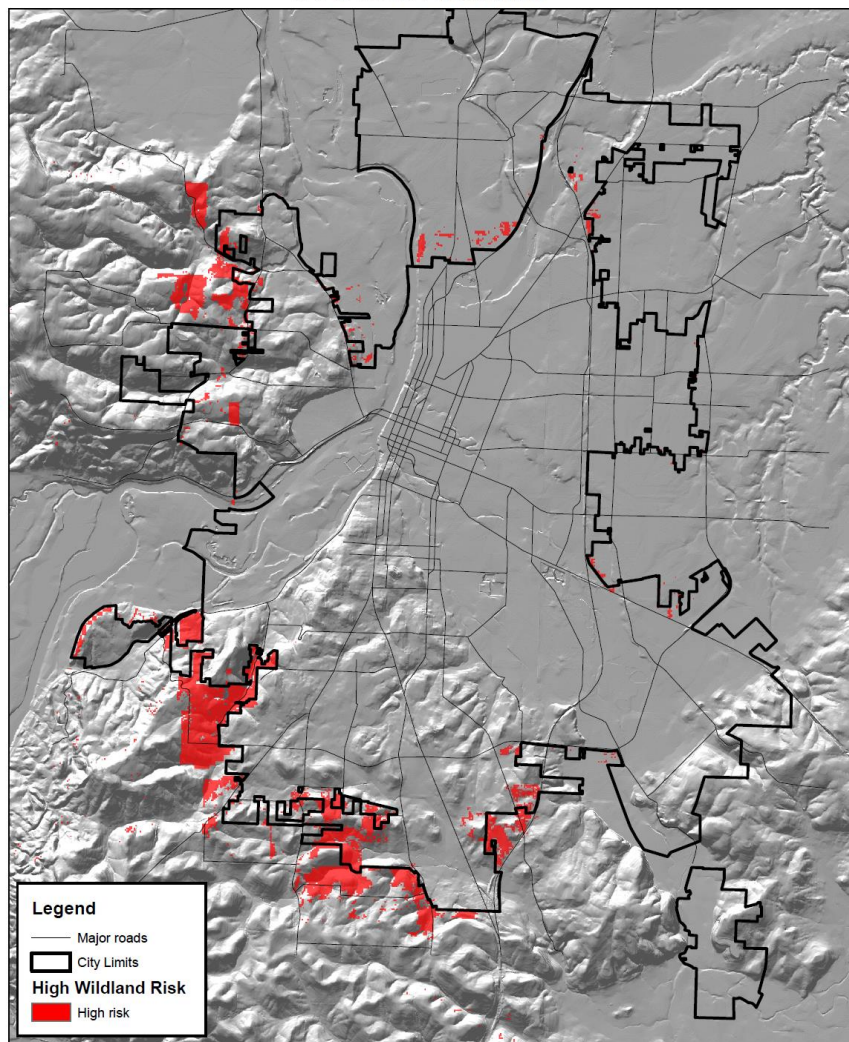 Legend
Major roads
City Limits
High Wildland Risk
High risk